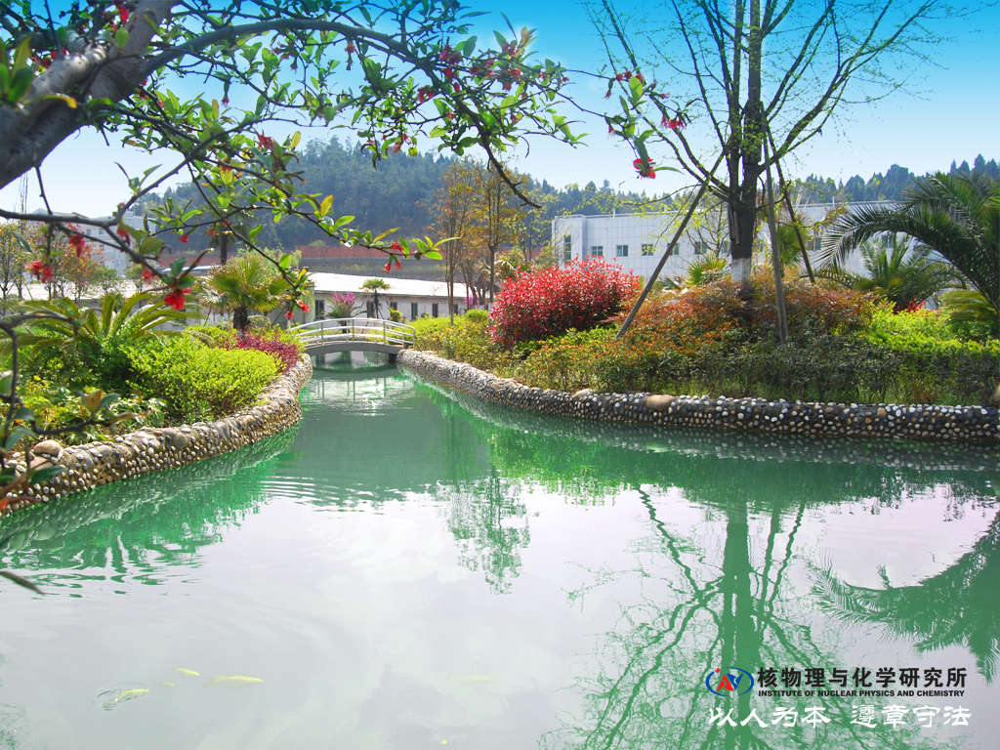 核物理与化学研究所
INSTITUTE OF NUCLEAR PHYSICS AND CHEMISTRY
以人为本 遵章守法